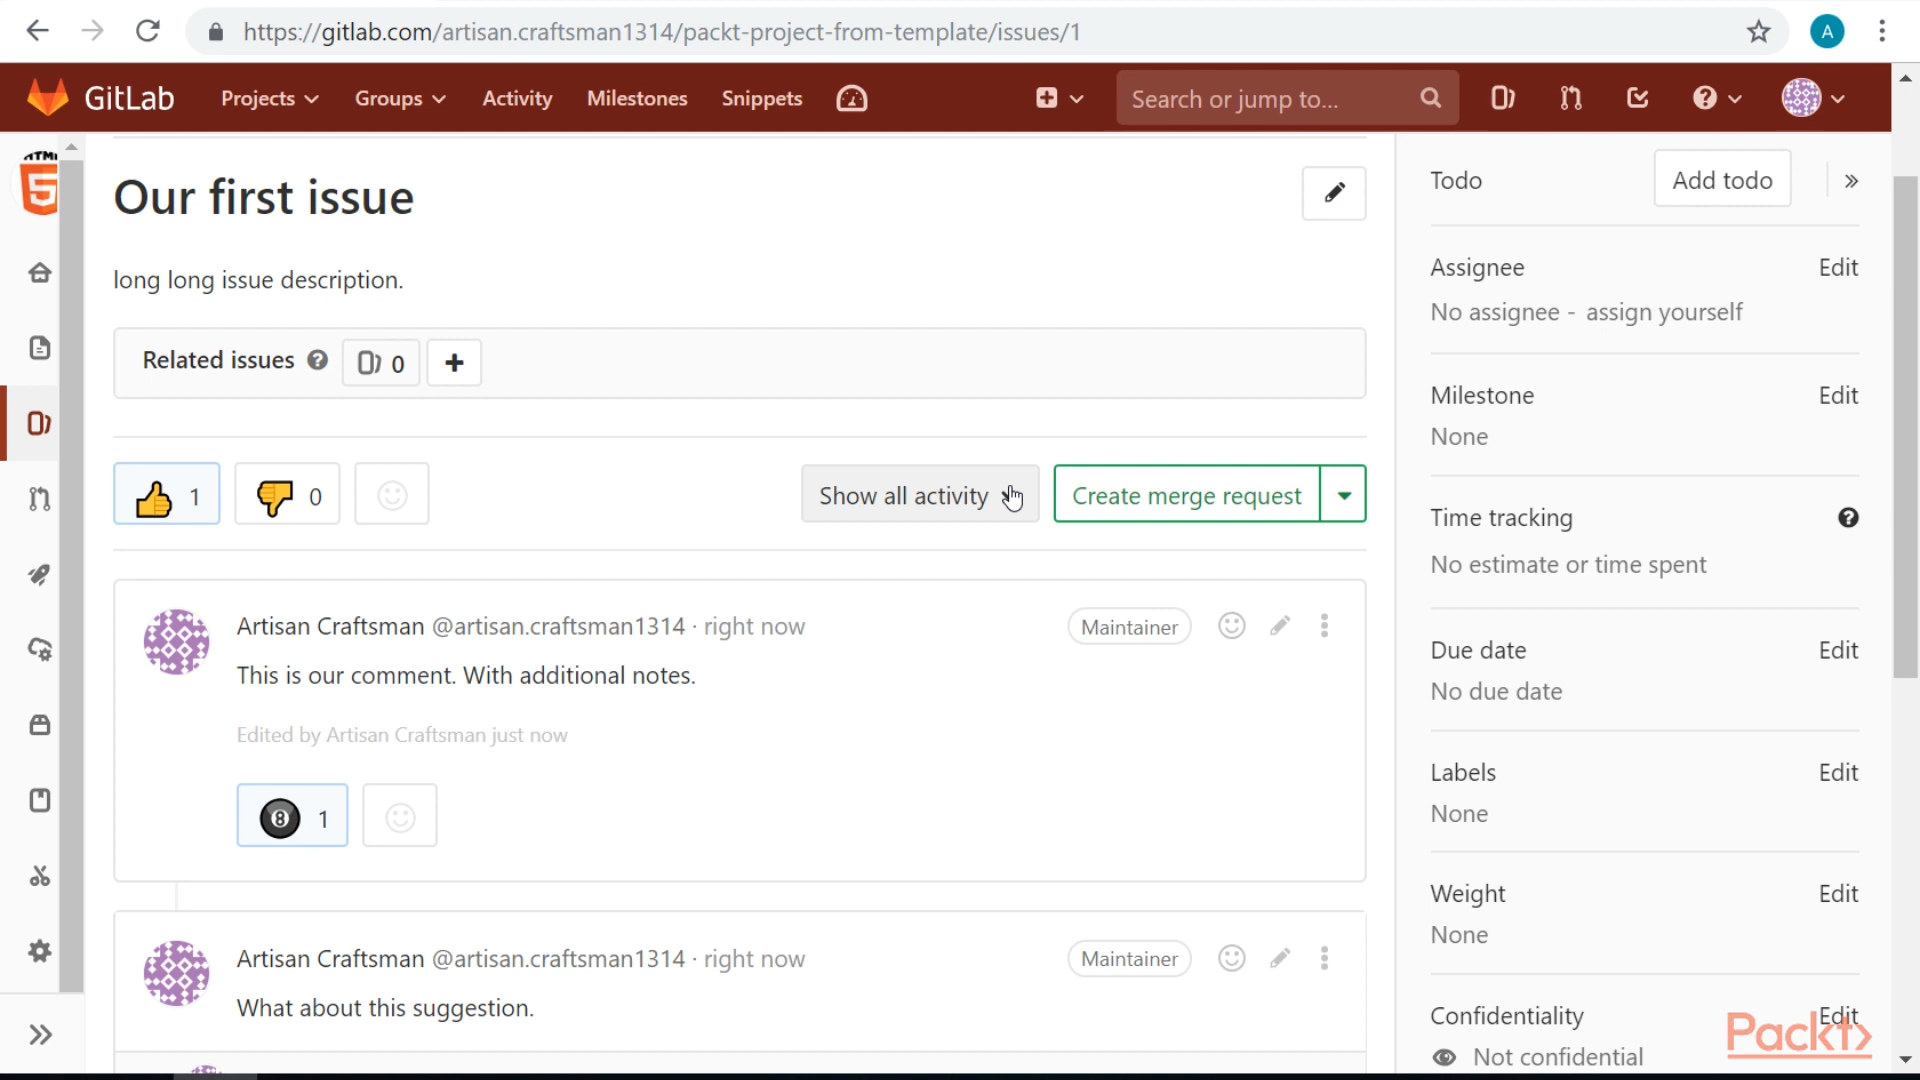 https://gitlab.com/artisan.craftsman1314/packt-project-from-template/issues/1
A
GitLab Projects Groups Activity Milestones Snippets Search or jump to...
HTML
5
Our first issue
long long issue description.
Related issues 0
1 0 Show all activity Create merge request
Artisan Craftsman @artisan.craftsman1314 · right now Maintainer
This is our comment. With additional notes.
Edited by Artisan Craftsman just now
8 1
Artisan Craftsman @artisan.craftsman1314 · right now Maintainer
What about this suggestion.
Todo Add todo »
Assignee Edit
No assignee - assign yourself
Milestone Edit
None
Time tracking
No estimate or time spent
Due date Edit
No due date
Labels Edit
None
Weight Edit
None
Confidentiality Edit
Not confidential
Packt>